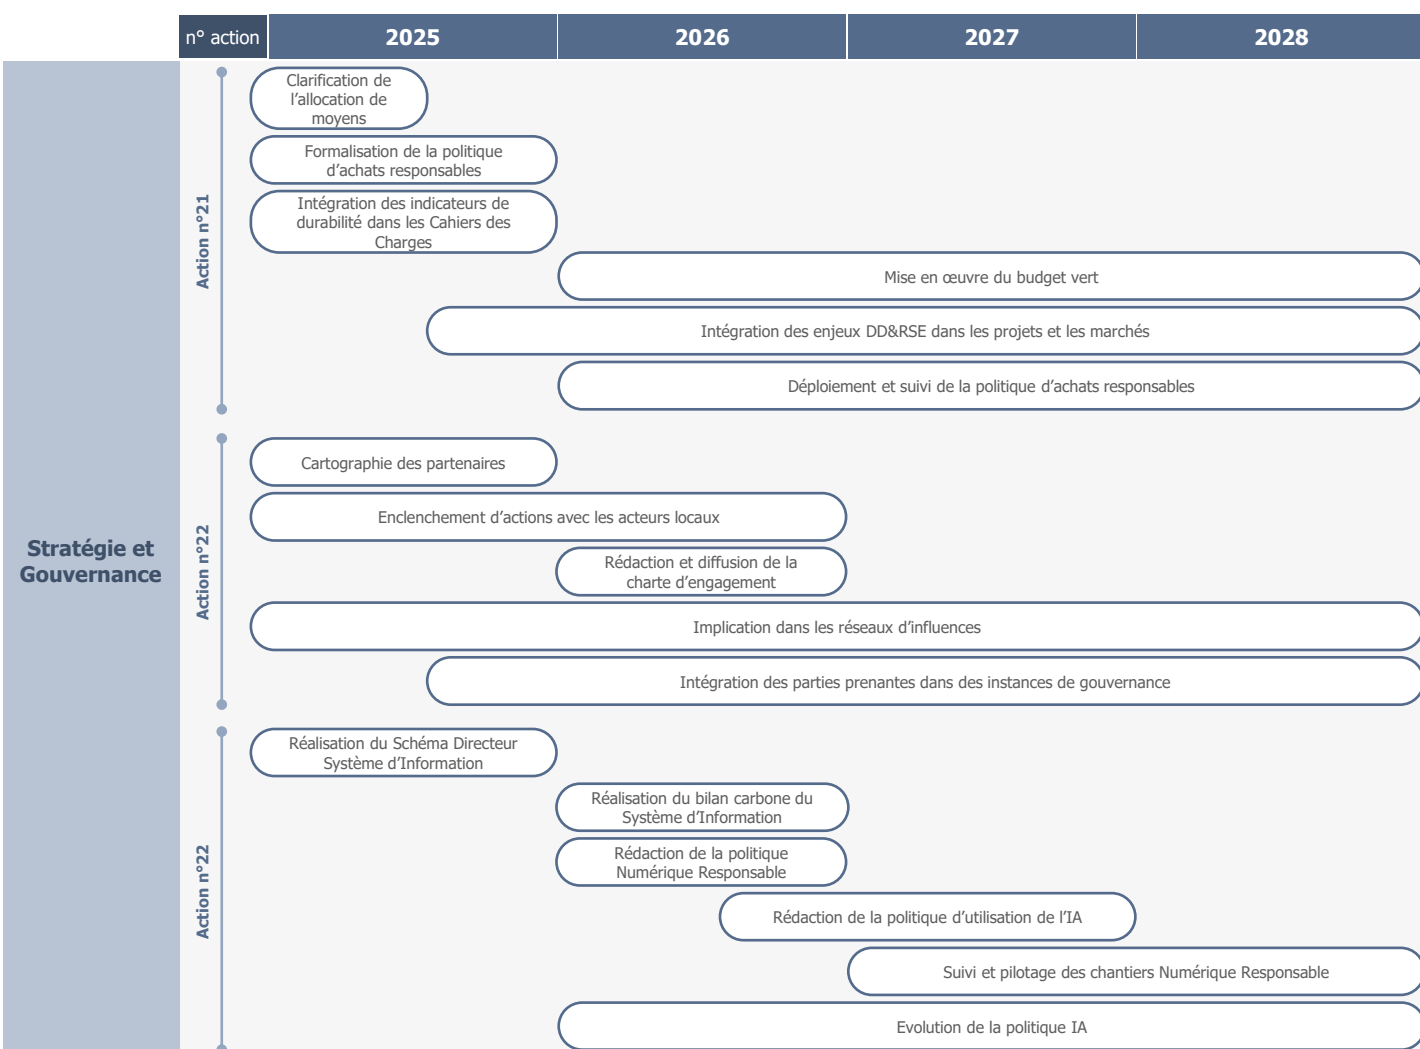 n° action
2025
2026
2027
2028
Stratégie et
Gouvernance
Action n°21
Clarification de
l'allocation de
moyens
Formalisation de la politique
d'achats responsables
Intégration des indicateurs de
durabilité dans les Cahiers des
Charges
Mise en œuvre du budget vert
Intégration des enjeux DD&RSE dans les projets et les marchés
Déploiement et suivi de la politique d'achats responsables
Action n°22
Cartographie des partenaires
Enclenchement d'actions avec les acteurs locaux
Rédaction et diffusion de la
charte d'engagement
Implication dans les réseaux d'influences
Intégration des parties prenantes dans des instances de gouvernance
Action n°22
Réalisation du Schéma Directeur
Système d'Information
Réalisation du bilan carbone du
Système d'Information
Rédaction de la politique
Numérique Responsable
Rédaction de la politique d'utilisation de l'IA
Suivi et pilotage des chantiers Numérique Responsable
Evolution de la politique IA